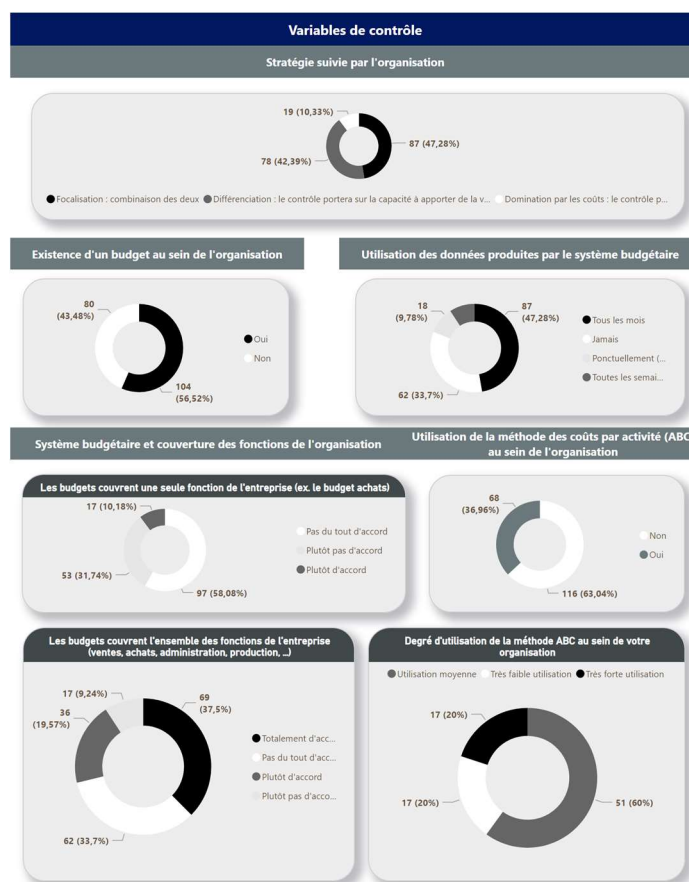 Variables de contrôle
Stratégie suivie par l'organisation
19 (10,33%)
87 (47,28%)
78 (42,39%)
Focalisation : combinaison des deux Différenciation : le contrôle portera sur la capacité à apporter de la v... Domination par les coûts : le contrôle p...
Existence d'un budget au sein de l'organisation
80
(43,48%)
Oui
Non
104
(56,52%)
Utilisation des données produites par le système budgétaire
18
(9,78%)
87
(47,28%)
62 (33,7%)
Tous les mois
Jamais
Ponctuellement (...
Toutes les semai...
Système budgétaire et couverture des fonctions de l'organisation
Les budgets couvrent une seule fonction de l'entreprise (ex. le budget achats)
17 (10,18%)
53 (31,74%)
97 (58,08%)
Pas du tout d'accord
Plutôt pas d'accord
Plutôt d'accord
Utilisation de la méthode des coûts par activité (ABC
au sein de l'organisation
68
(36,96%)
116 (63,04%)
Non
Oui
Les budgets couvrent l'ensemble des fonctions de l'entreprise
(ventes, achats, administration, production, ...)
17 (9,24%)
36
(19,57%)
69
(37,5%)
62 (33,7%)
Totalement d'acc...
Pas du tout d'acc...
Plutôt d'accord
Plutôt pas d'acco...
Degré d'utilisation de la méthode ABC au sein de votre
organisation
Utilisation moyenne Très faible utilisation Très forte utilisation
17 (20%)
17 (20%)
51 (60%)